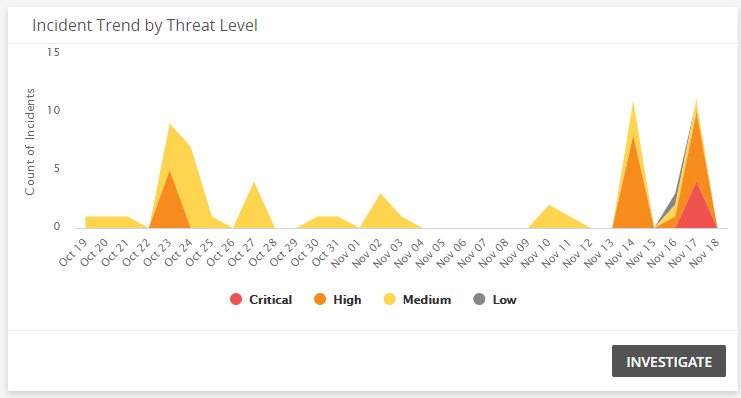 Incident Trend by Threat Level
Count of Incidents
15
10
5
0
Oct 19
Oct 20
Oct 21
Oct 22
Oct 23
Oct 24
Oct 25
Oct 26
Oct 27
Oct 28
Oct 29
Oct 30
Oct 31
Nov 01
Nov 02
Nov 03
Nov 04
Nov 05
Nov 06
Nov 07
Nov 08
Nov 09
Nov 10
Nov 11
Nov 12
Nov 13
Nov 14
Nov 15
Nov 16
Nov 17
Nov 18
Critical High Medium Low
INVESTIGATE